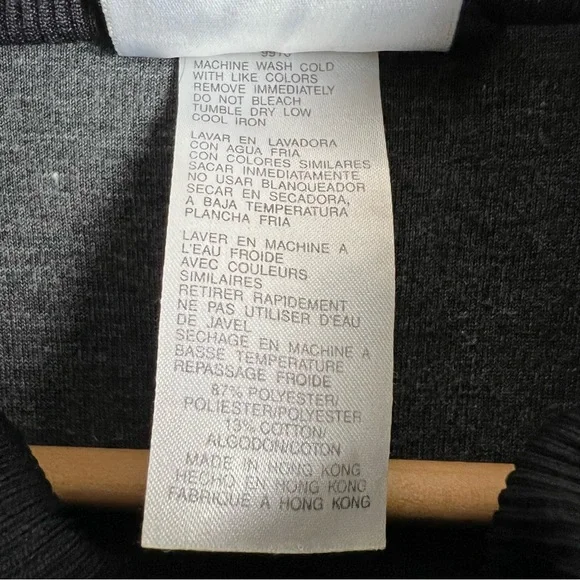 MACHINE WASH COLD
WITH LIKE COLORS
REMOVE IMMEDIATELY
DO NOT BLEACH
TUMBLE DRY LOW
COOL IRON
LAVAR EN LAVADORA
CON AGUA FRIA
CON COLORES SIMILARES
SACAR INMEDIATAMENTE
NO USAR BLANQUEADOR
SECAR EN SECADORA,
A BAJA TEMPERATURA
PLANCHA FRIA
LAVER EN MACHINE A
L'EAU FROIDE
AVEC COULEURS
SIMILAIRES
RETIRER RAPIDEMENT
NE PAS UTILISER D'EAU
DE JAVEL
SECHAGE EN MACHINE A
BASSE TEMPERATURE
REPASSAGE FROIDE
87% POLYESTER/
POLIESTER/POLYESTER
13% COTTON/
ALGODON/COTON
MADE IN HONG KONG
HECHO EN HONG KONG
FABRIQUE A HONG KONG